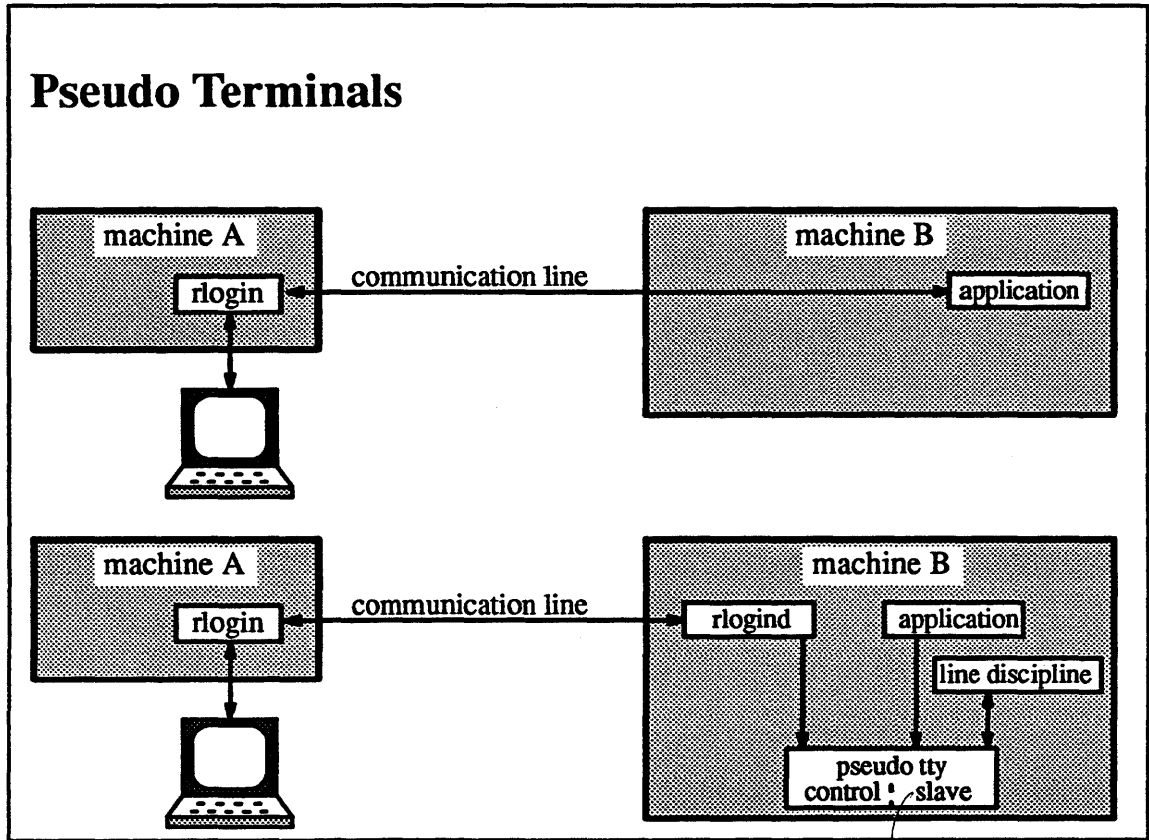 Pseudo Terminals
machine A
machine B
communication line
rlogin
application
machine A
machine B
communication line
rlogin
rlogind
application
line discipline
pseudo tty
control slave